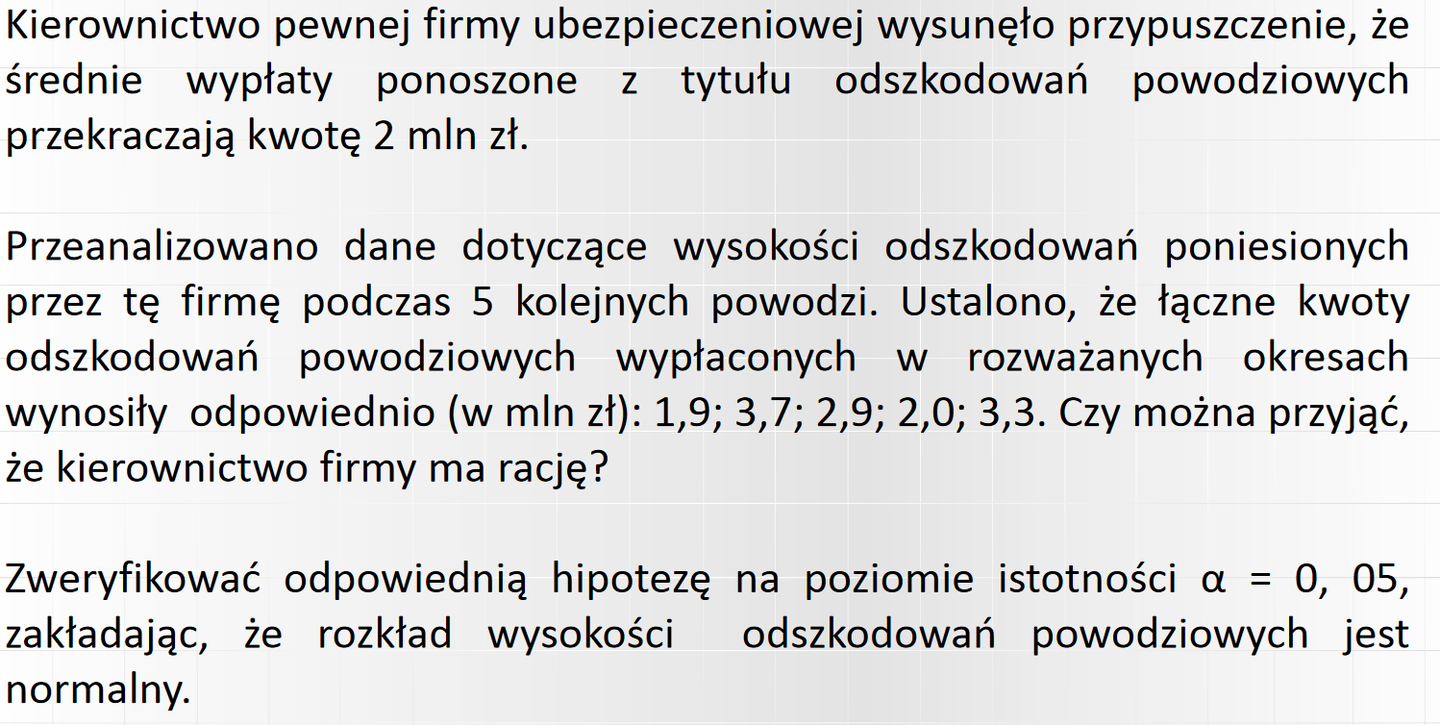 Kierownictwo pewnej firmy ubezpieczeniowej wysunęło przypuszczenie, że
średnie wypłaty ponoszone z tytułu odszkodowań powodziowych
przekraczają kwotę 2 mln zł.
Przeanalizowano dane dotyczące wysokości odszkodowań poniesionych
przez tę firmę podczas 5 kolejnych powodzi. Ustalono, że łączne kwoty
odszkodowań powodziowych wypłaconych w rozważanych okresach
wynosiły odpowiednio (w mln zł): 1,9; 3,7; 2,9; 2,0; 3,3. Czy można przyjąć,
że kierownictwo firmy ma rację?
Zweryfikować odpowiednią hipotezę na poziomie istotności α = 0, 05,
zakładając, że rozkład wysokości odszkodowań powodziowych jest
normalny.